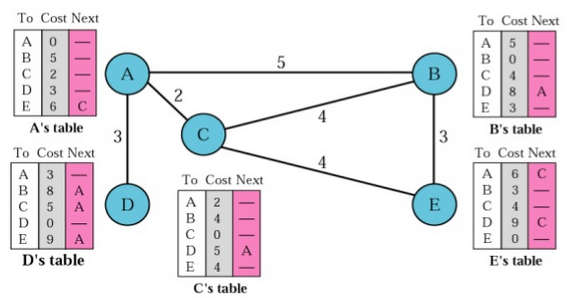 To Cost Next
A 0 —
B 5 —
C 2 —
D 3 —
E 6 C
A's table
To Cost Next
A 5 —
B 0 —
C 4 —
D 8 A
E 3 —
B's table
A
5
B
2
C
4
3
3
4
D
E
To Cost Next
A 3 —
B 8 A
C 5 A
D 0 —
E 9 A
D's table
To Cost Next
A 2 —
B 4 —
C 0 —
D 5 A
E 4 —
C's table
To Cost Next
A 6 C
B 3 —
C 4 —
D 9 C
E 0 —
E's table